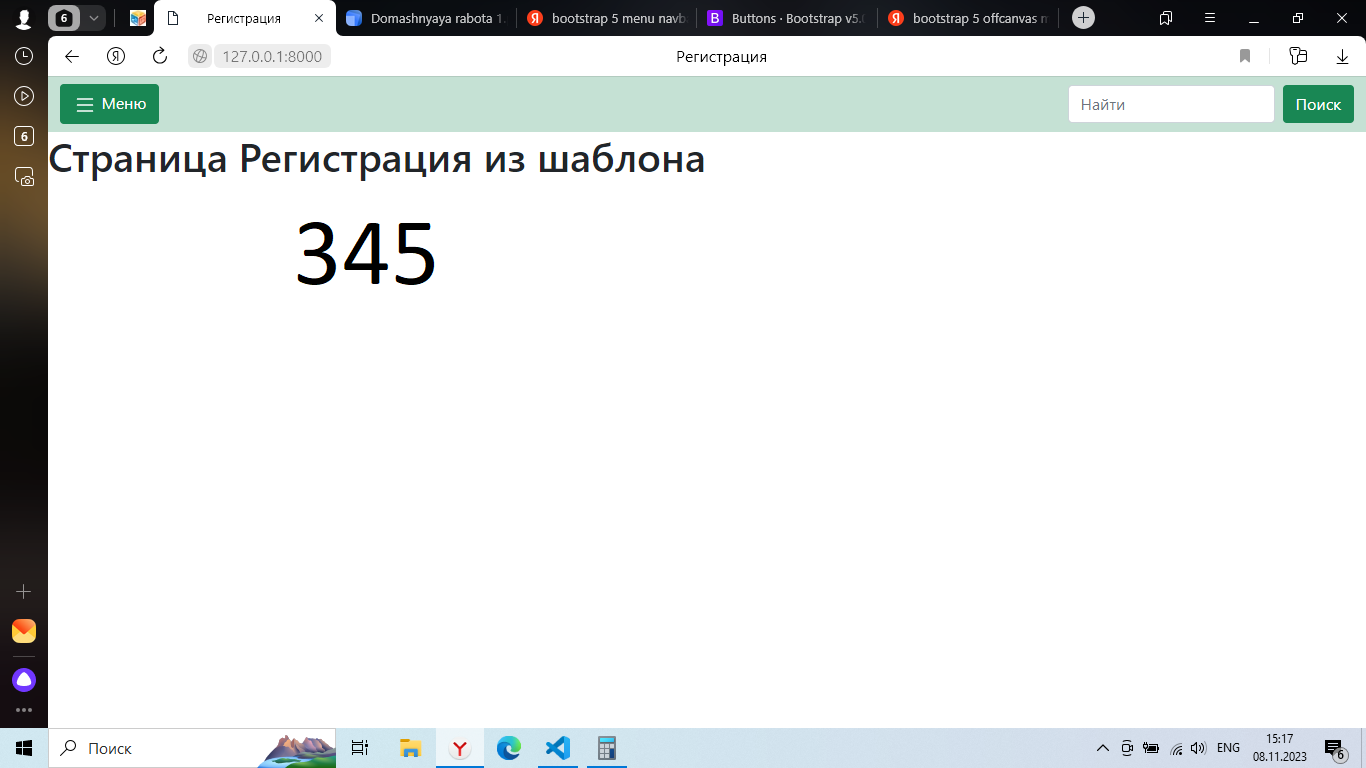 6
Регистрация
Domashnyaya rabota 1.
bootstrap 5 menu navb
Buttons · Bootstrap v5.0
bootstrap 5 offcanvas m
127.0.0.1:8000
Регистрация
6
Меню
Найти
Поиск
Страница Регистрация из шаблона
345
Поиск
ENG
15:17
08.11.2023
6